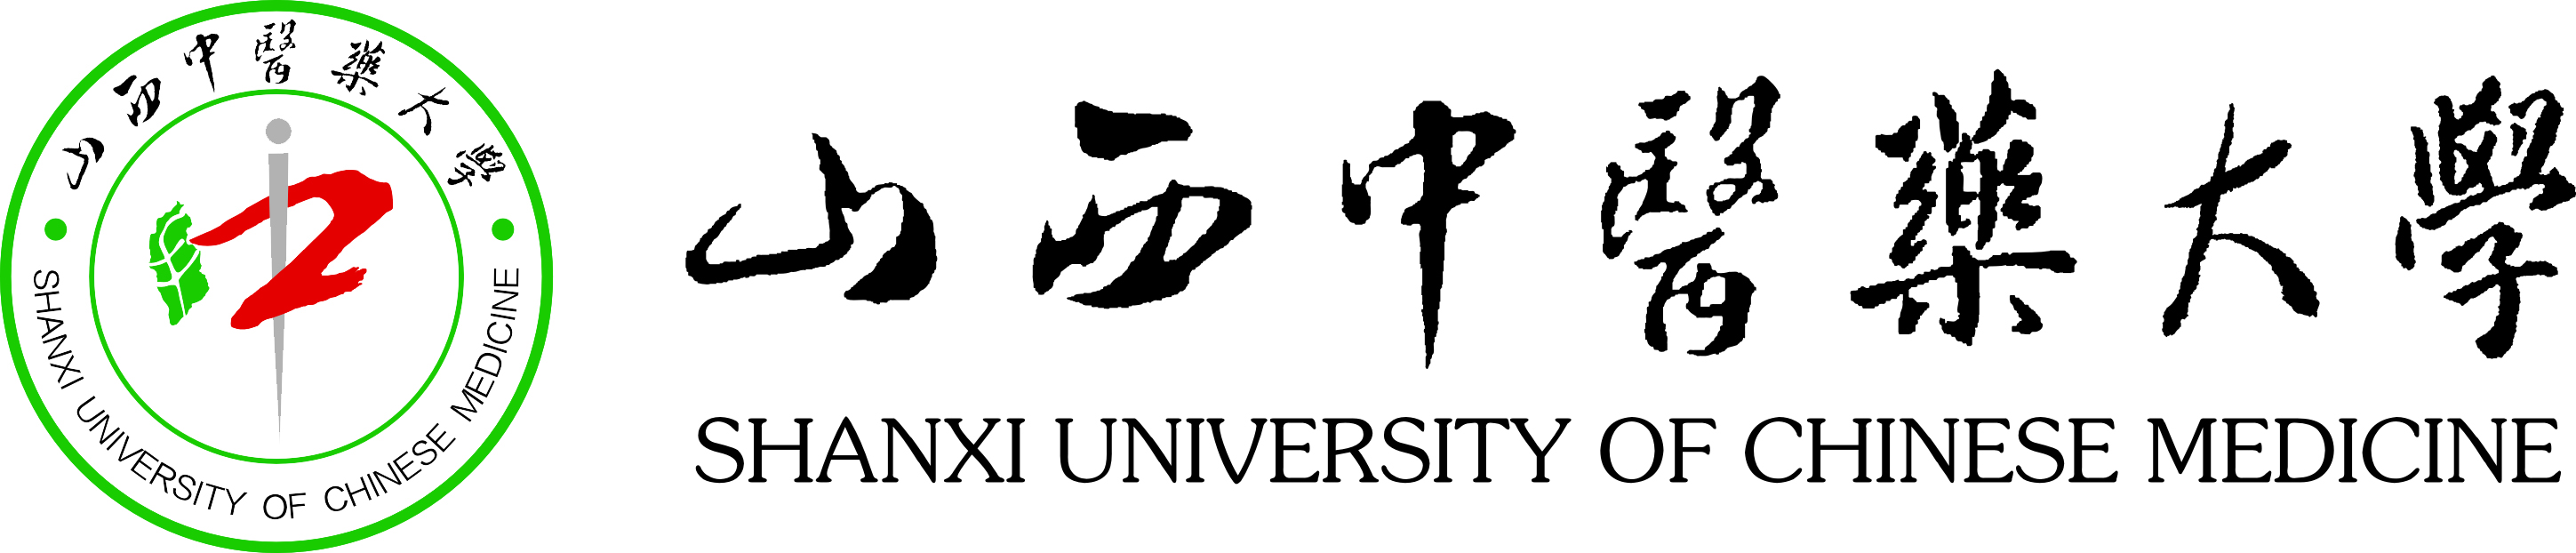 山西中醫藥大學
SHANXI UNIVERSITY OF CHINESE MEDICINE
山西中醫藥大學
SHANXI UNIVERSITY OF CHINESE MEDICINE